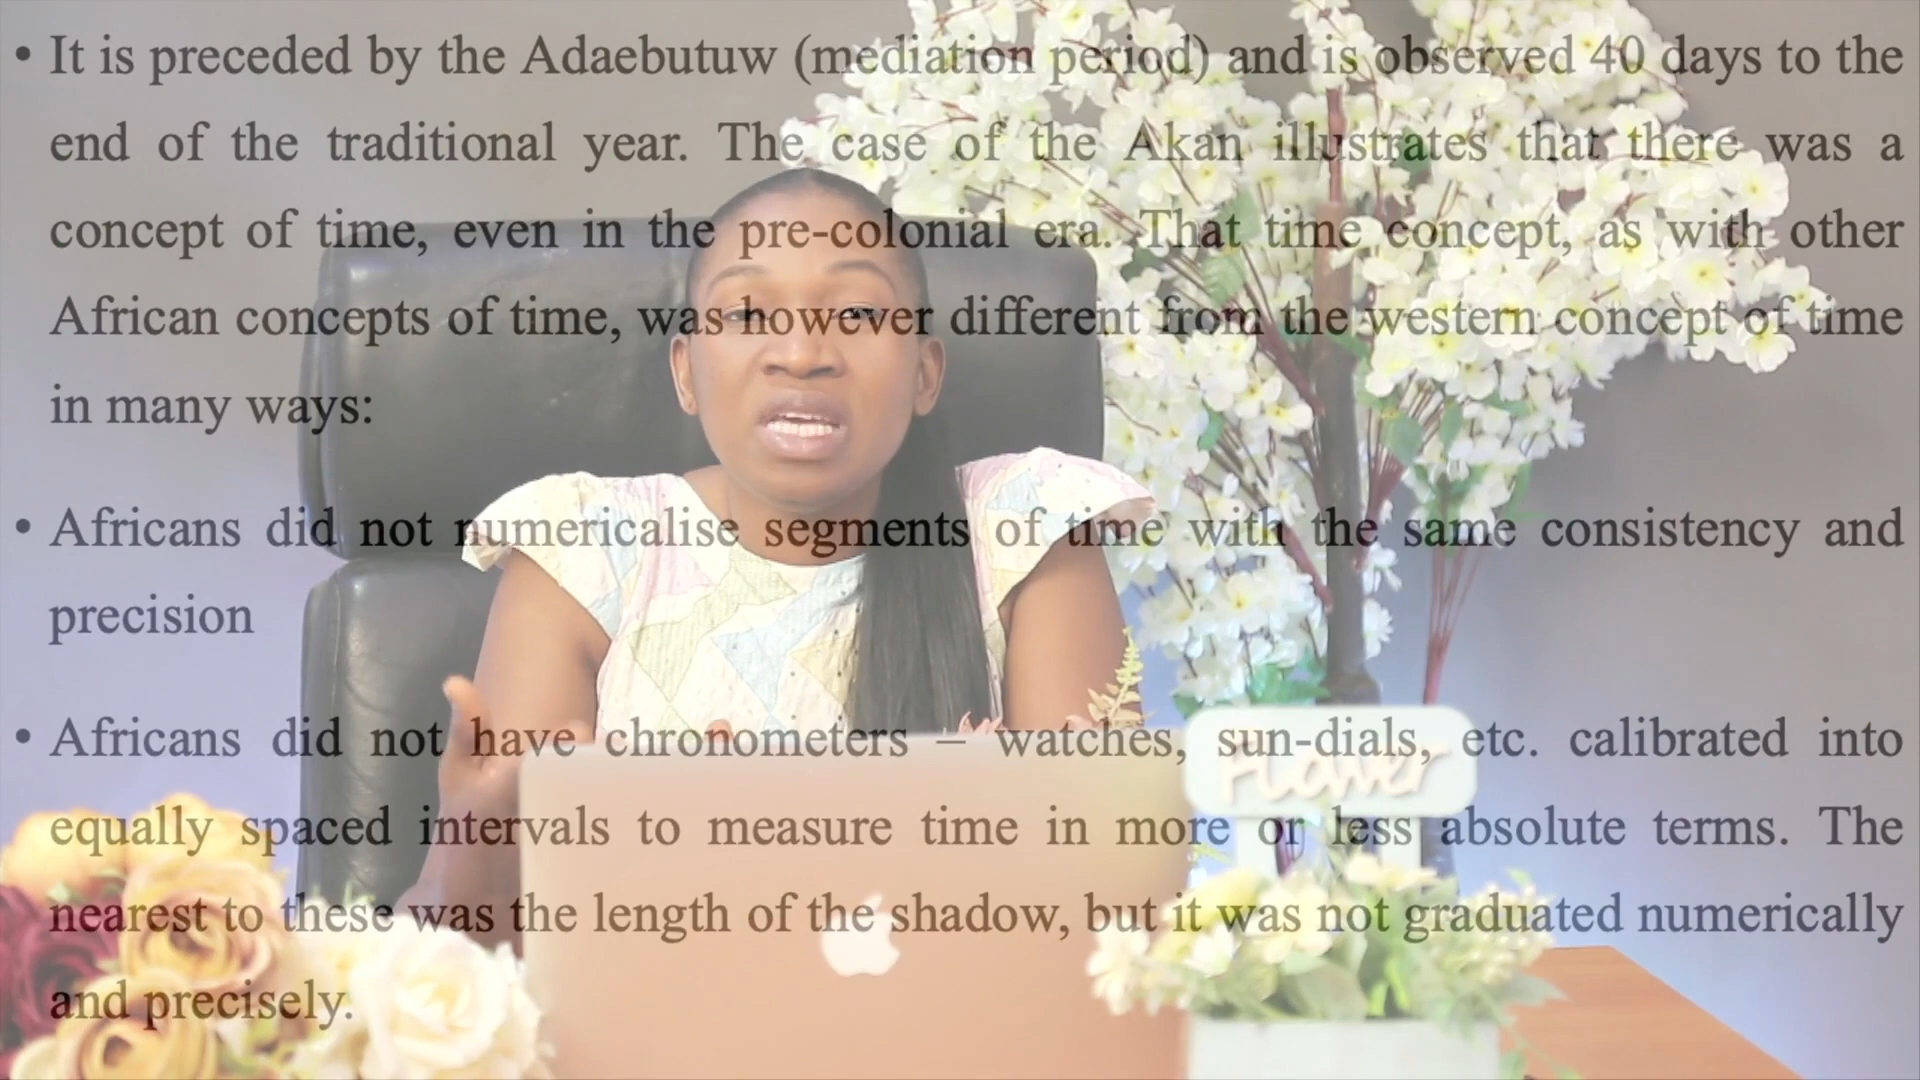 • It is preceded by the Adaebutuw (mediation period) and is observed 40 days to the
end of the traditional year. The case of the Akan illustrates that there was a
concept of time, even in the pre-colonial era. That time concept, as with other
African concepts of time, was however different from the western concept of time
in many ways:
• Africans did not numericalise segments of time with the same consistency and
precision
• Africans did not have chronometers – watches, sun-dials, etc. calibrated into
equally spaced intervals to measure time in more or less absolute terms. The
nearest to these was the length of the shadow, but it was not graduated numerically
and precisely.
Flower